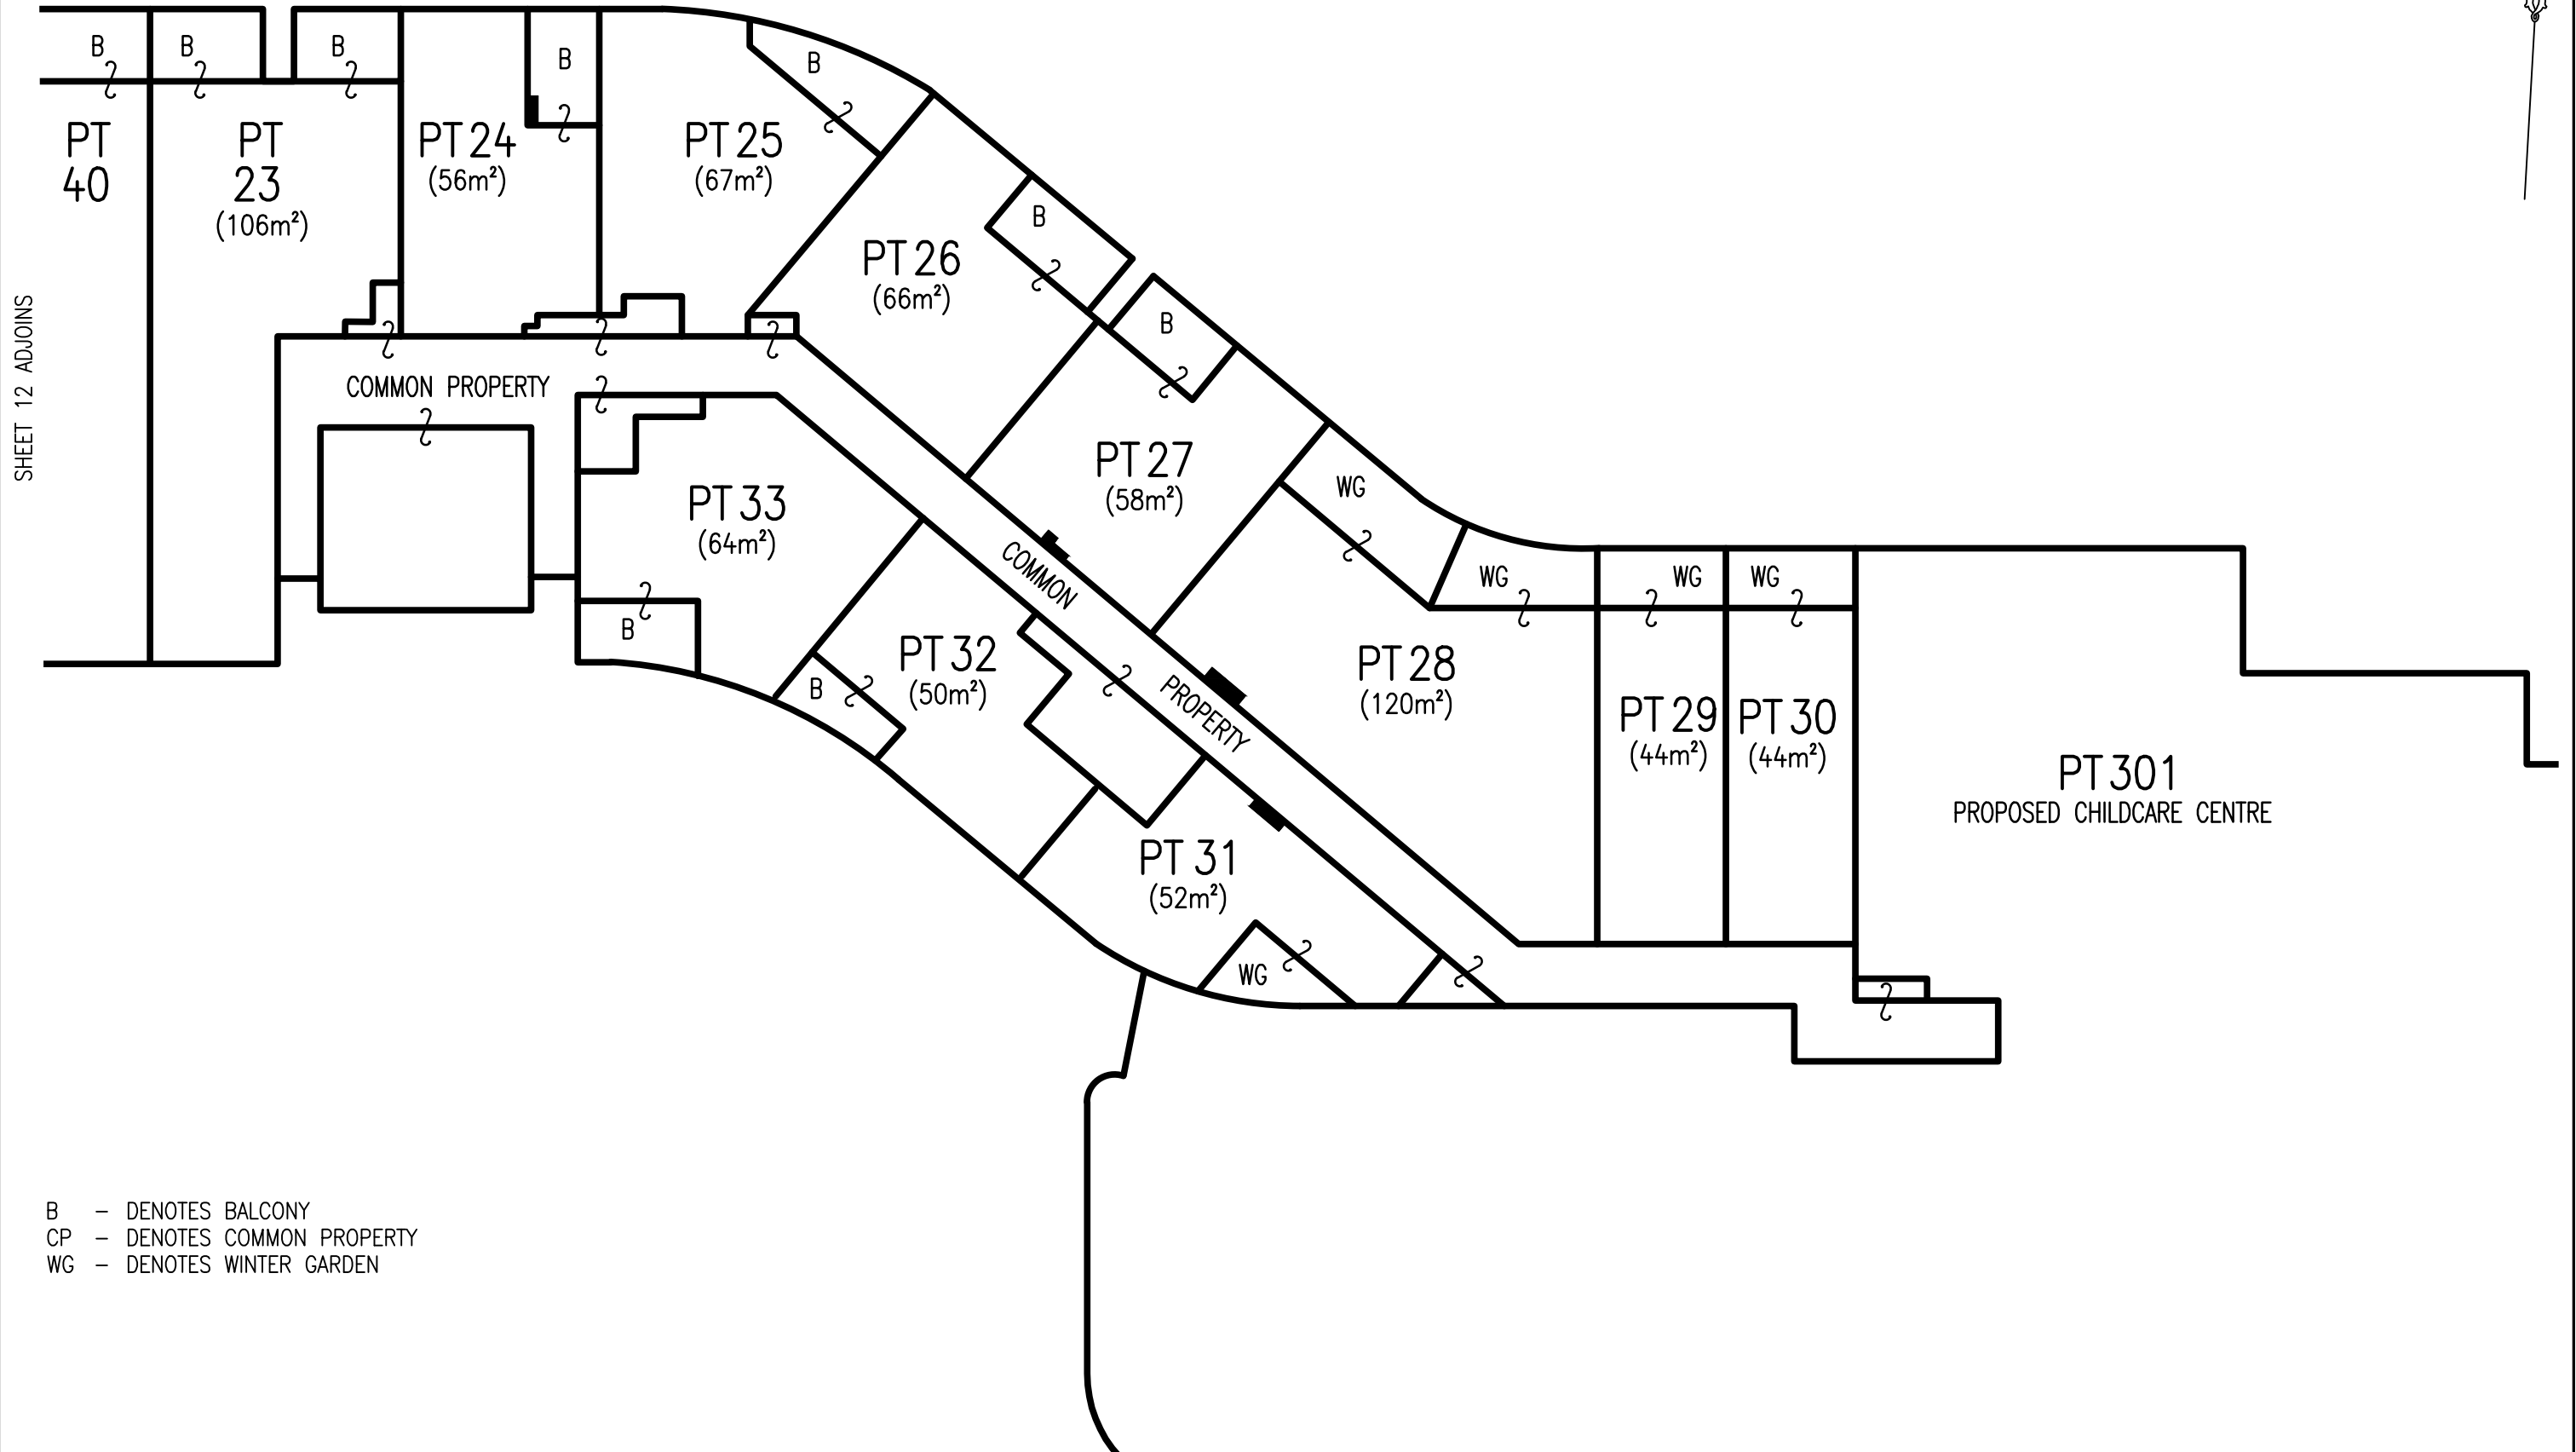 B
B
B
B
B
PT
40
PT
23
(106m²)
PT 24
(56m²)
PT 25
(67m²)
B
PT 26
(66m²)
B
SHEET 12 ADJOINS
COMMON PROPERTY
PT 27
(58m²)
WG
PT 33
(64m²)
COMMON
PROPERTY
WG
WG
WG
B
PT 32
(50m²)
B
PT 28
(120m²)
PT 29
(44m²)
PT 30
(44m²)
PT 301
PROPOSED CHILDCARE CENTRE
PT 31
(52m²)
WG
B – DENOTES BALCONY
CP – DENOTES COMMON PROPERTY
WG – DENOTES WINTER GARDEN